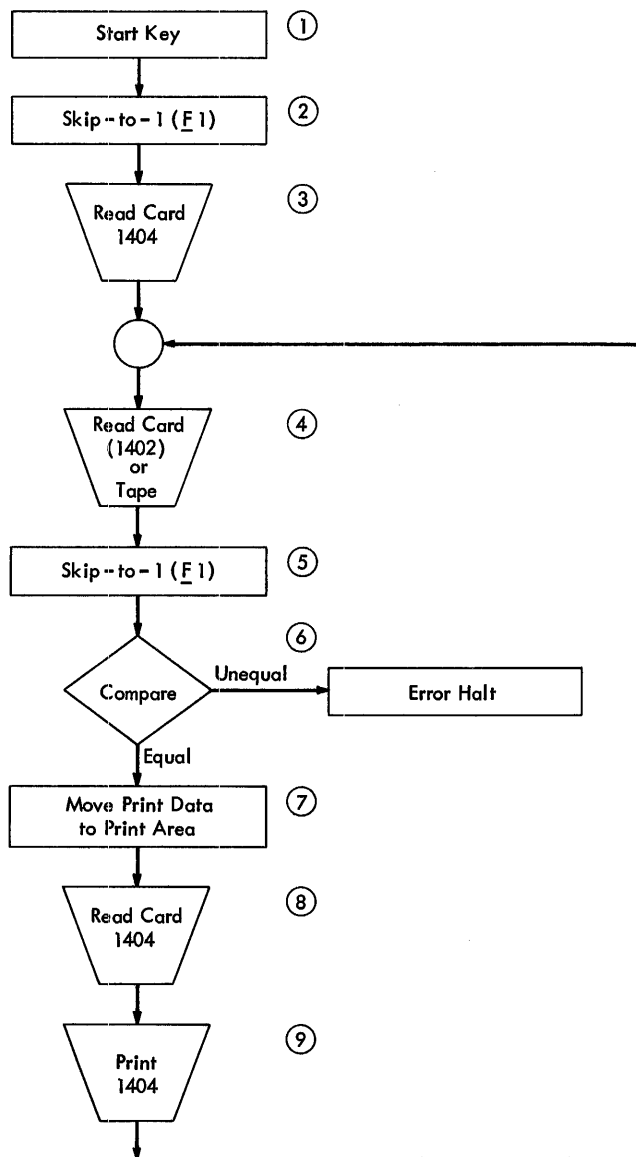 Start Key
①
Skip-to-1 (F 1)
②
Read Card
1404
③
Read Card
(1402)
or
Tape
④
Skip-to-1 (F 1)
⑤
⑥
Compare
Unequal
Error Halt
Equal
Move Print Data
to Print Area
⑦
Read Card
1404
⑧
Print
1404
⑨